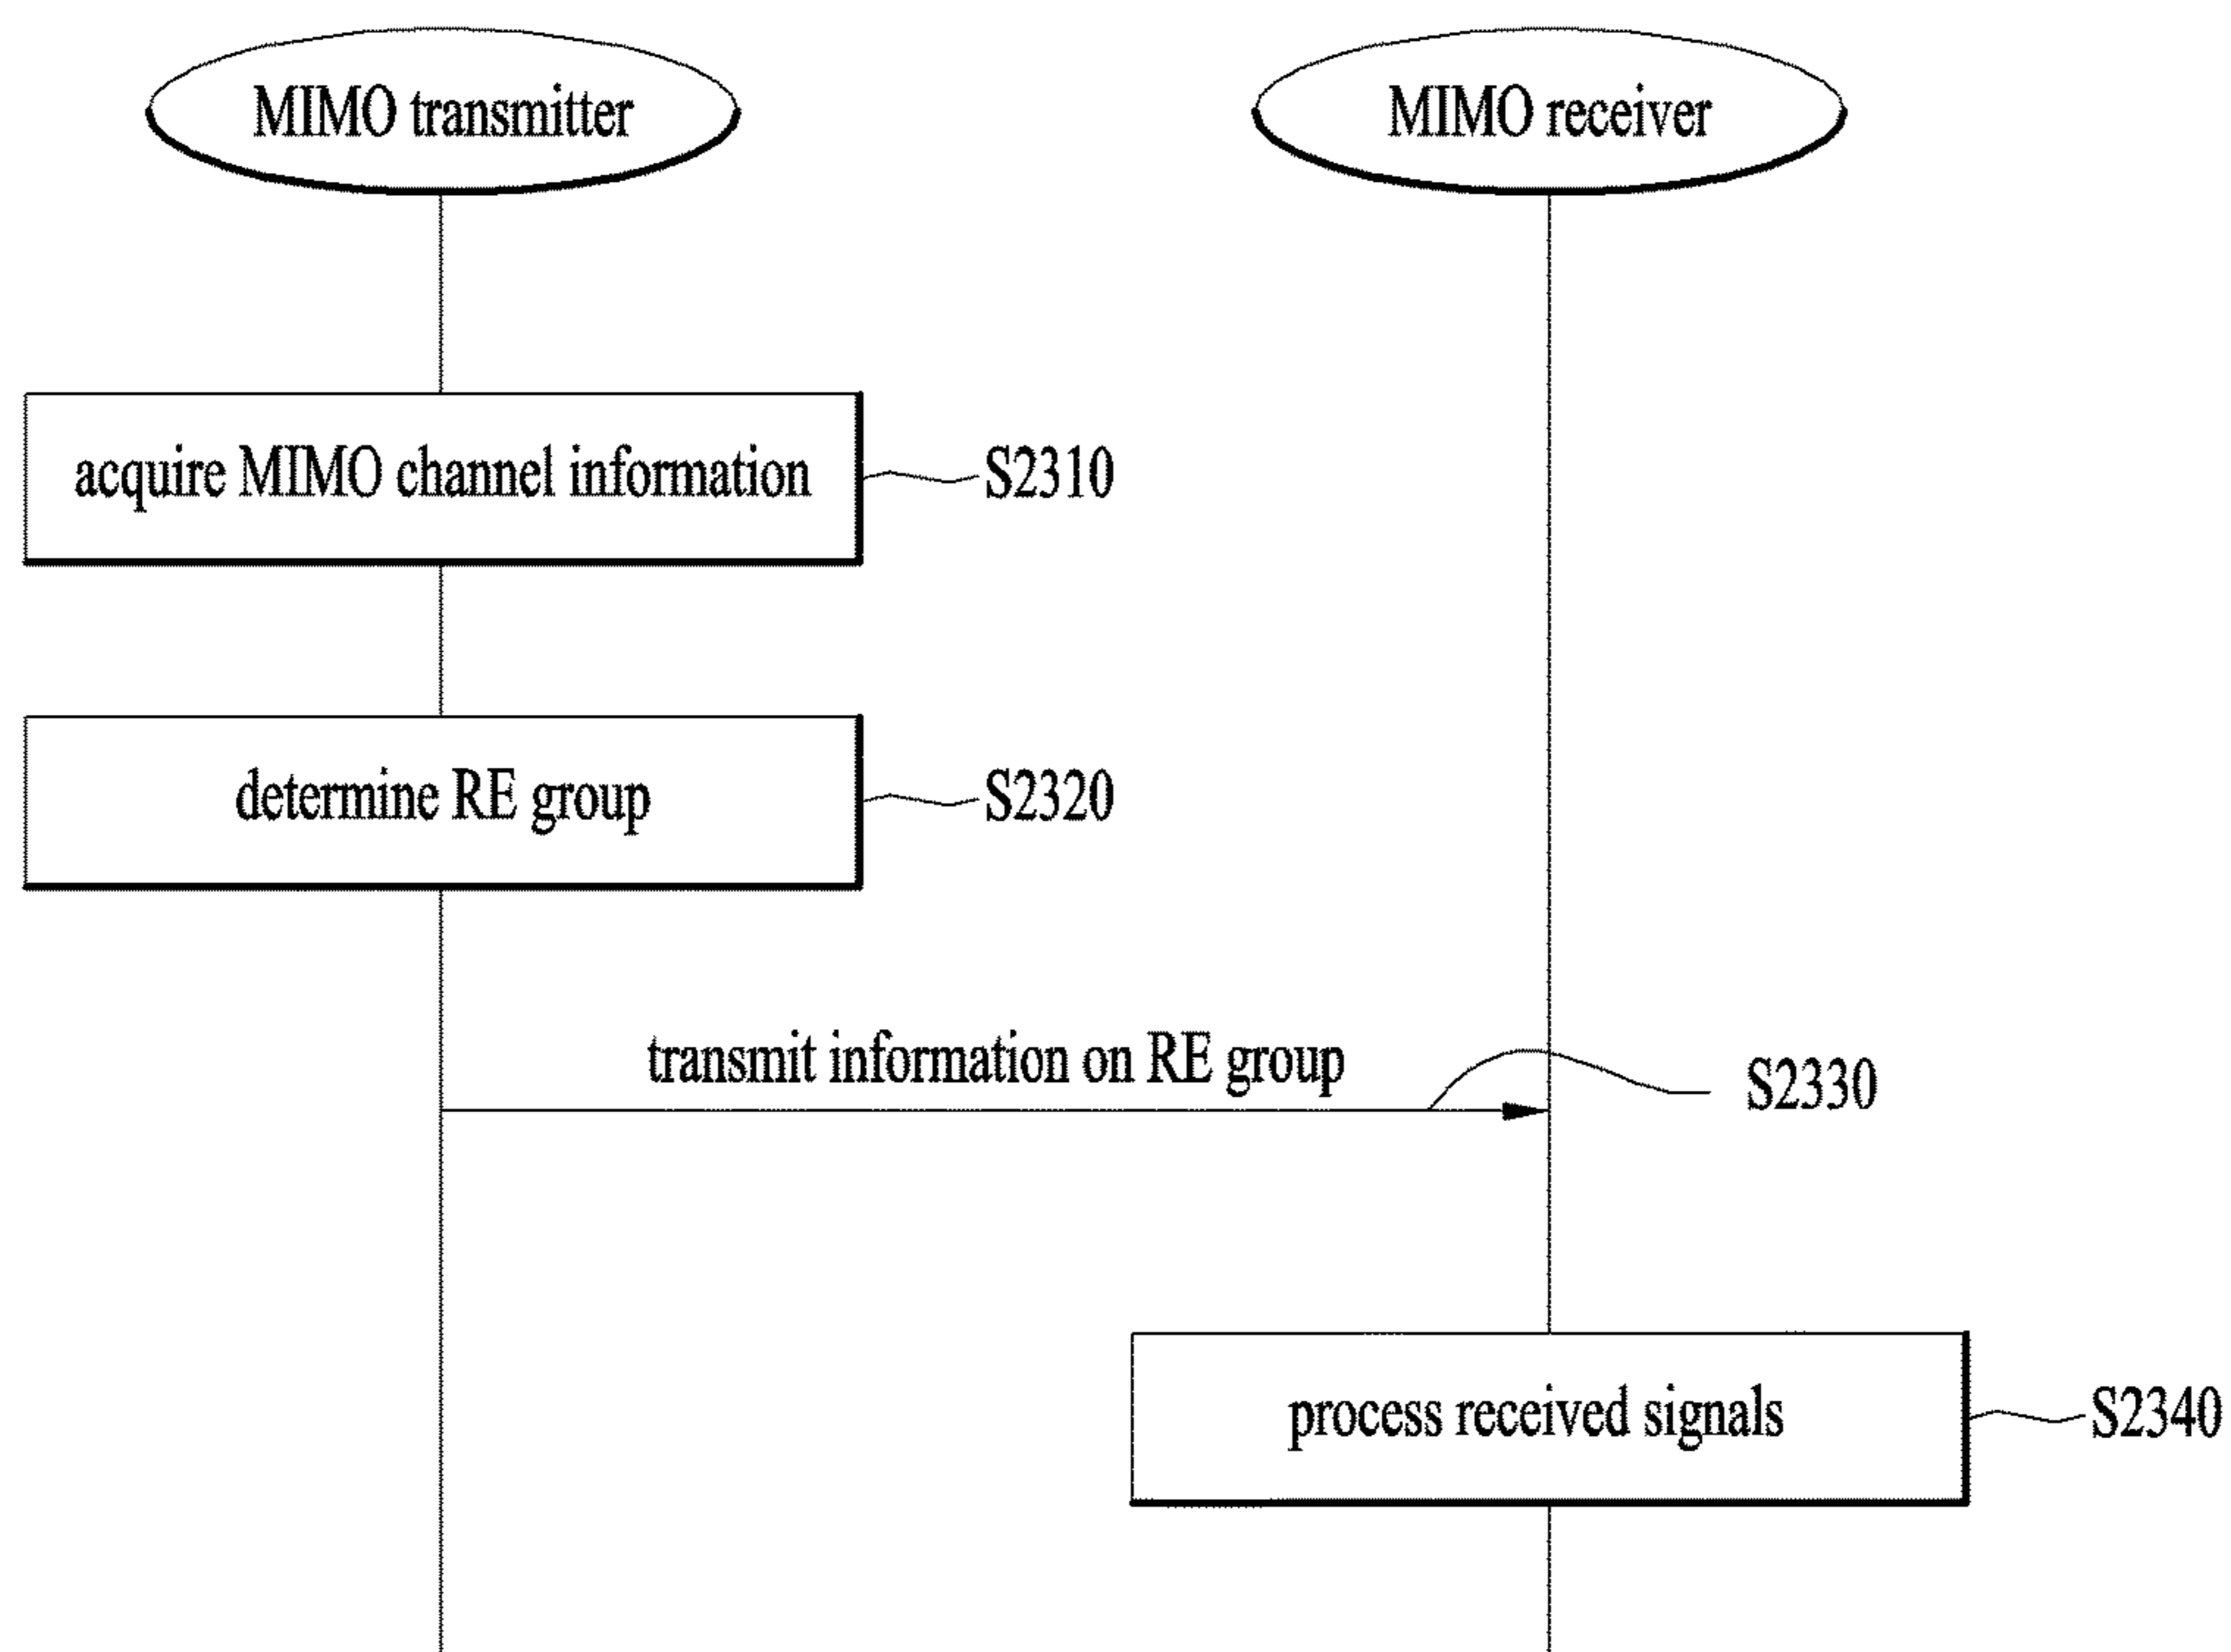 MIMO transmitter
MIMO receiver
acquire MIMO channel information
S2310
determine RE group
S2320
transmit information on RE group
S2330
process received signals
S2340